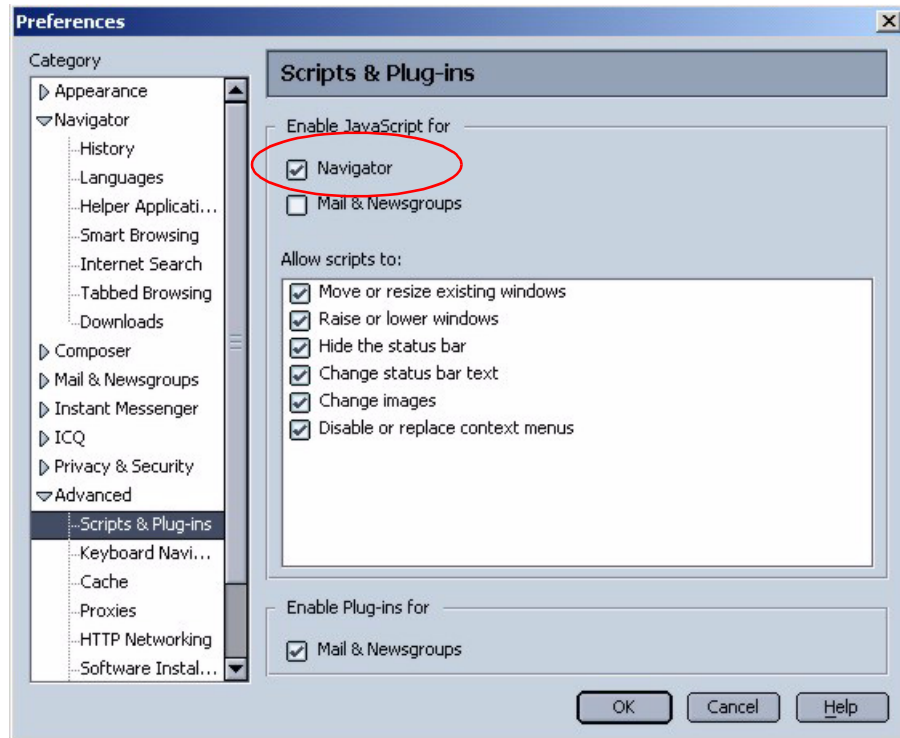 Preferences
Category
Appearance
Navigator
History
Languages
Helper Applicati...
Smart Browsing
Internet Search
Tabbed Browsing
Downloads
Composer
Mail & Newsgroups
Instant Messenger
ICQ
Privacy & Security
Advanced
Scripts & Plug-ins
Keyboard Navi...
Cache
Proxies
HTTP Networking
Software Instal...
Scripts & Plug-ins
Enable JavaScript for
Navigator
Mail & Newsgroups
Allow scripts to:
Move or resize existing windows
Raise or lower windows
Hide the status bar
Change status bar text
Change images
Disable or replace context menus
Enable Plug-ins for
Mail & Newsgroups
OK Cancel Help